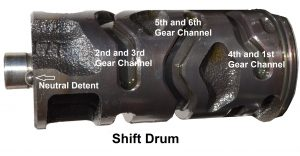 5th and 6th
Gear Channel
2nd and 3rd
Gear Channel
4th and 1st
Gear Channel
Neutral Detent
Shift Drum